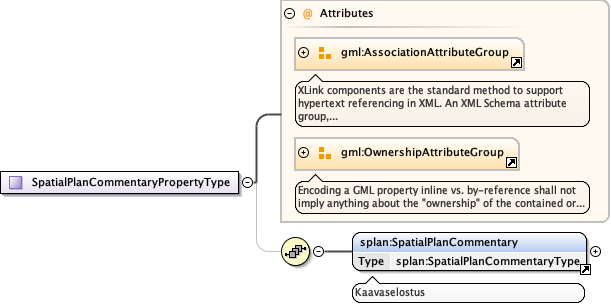 @ Attributes
gml:AssociationAttributeGroup
XLink components are the standard method to support
hypertext referencing in XML. An XML Schema attribute
group,...
gml:OwnershipAttributeGroup
Encoding a GML property inline vs. by-reference shall not
imply anything about the "ownership" of the contained or...
SpatialPlanCommentaryPropertyType
splan:SpatialPlanCommentary
Type splan:SpatialPlanCommentaryType
Kaavaselostus